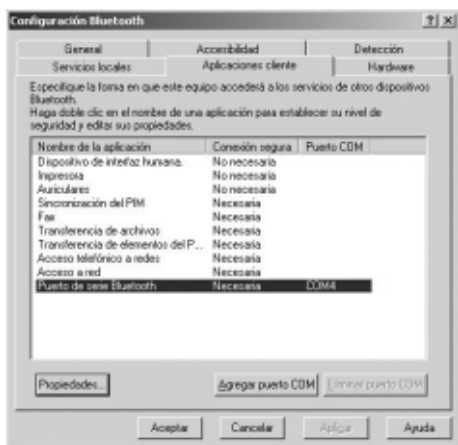 Configuración Bluetooth
General Accesibilidad Detección
Servicios locales Aplicaciones cliente Hardware
Especifique la forma en que este equipo accederá a los servicios de otros dispositivos
Bluetooth.
Haga doble clic en el nombre de una aplicación para establecer su nivel de
seguridad y editar sus propiedades.
Nombre de la aplicación Conexión segura Puerto COM
Dispositivo de interfaz humana. No necesaria
Impresora No necesaria
Auriculares No necesaria
Sincronización del PIM Necesaria
Fax Necesaria
Transferencia de archivos Necesaria
Transferencia de elementos del P... Necesaria
Acceso telefónico a redes Necesaria
Acceso a red Necesaria
Puerto de serie Bluetooth Necesaria COM4
Propiedades... Agregar puerto COM Eliminar puerto COM
Aceptar Cancelar Aplicar Ayuda